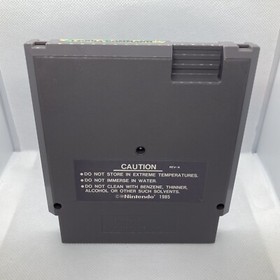 CAUTION REV-A
● DO NOT STORE IN EXTREME TEMPERATURES.
● DO NOT IMMERSE IN WATER.
● DO NOT CLEAN WITH BENZENE, THINNER,
ALCOHOL OR OTHER SUCH SOLVENTS.
©Nintendo 1985